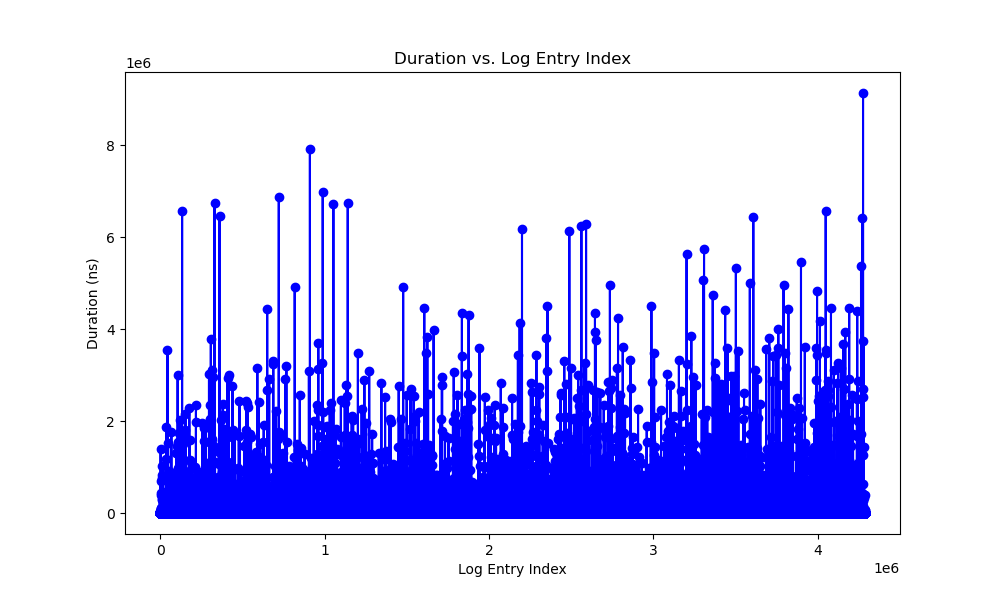 Duration vs. Log Entry Index
1e6
8
6
4
2
0
Duration (ns)
0 1 2 3 4
1e6
Log Entry Index